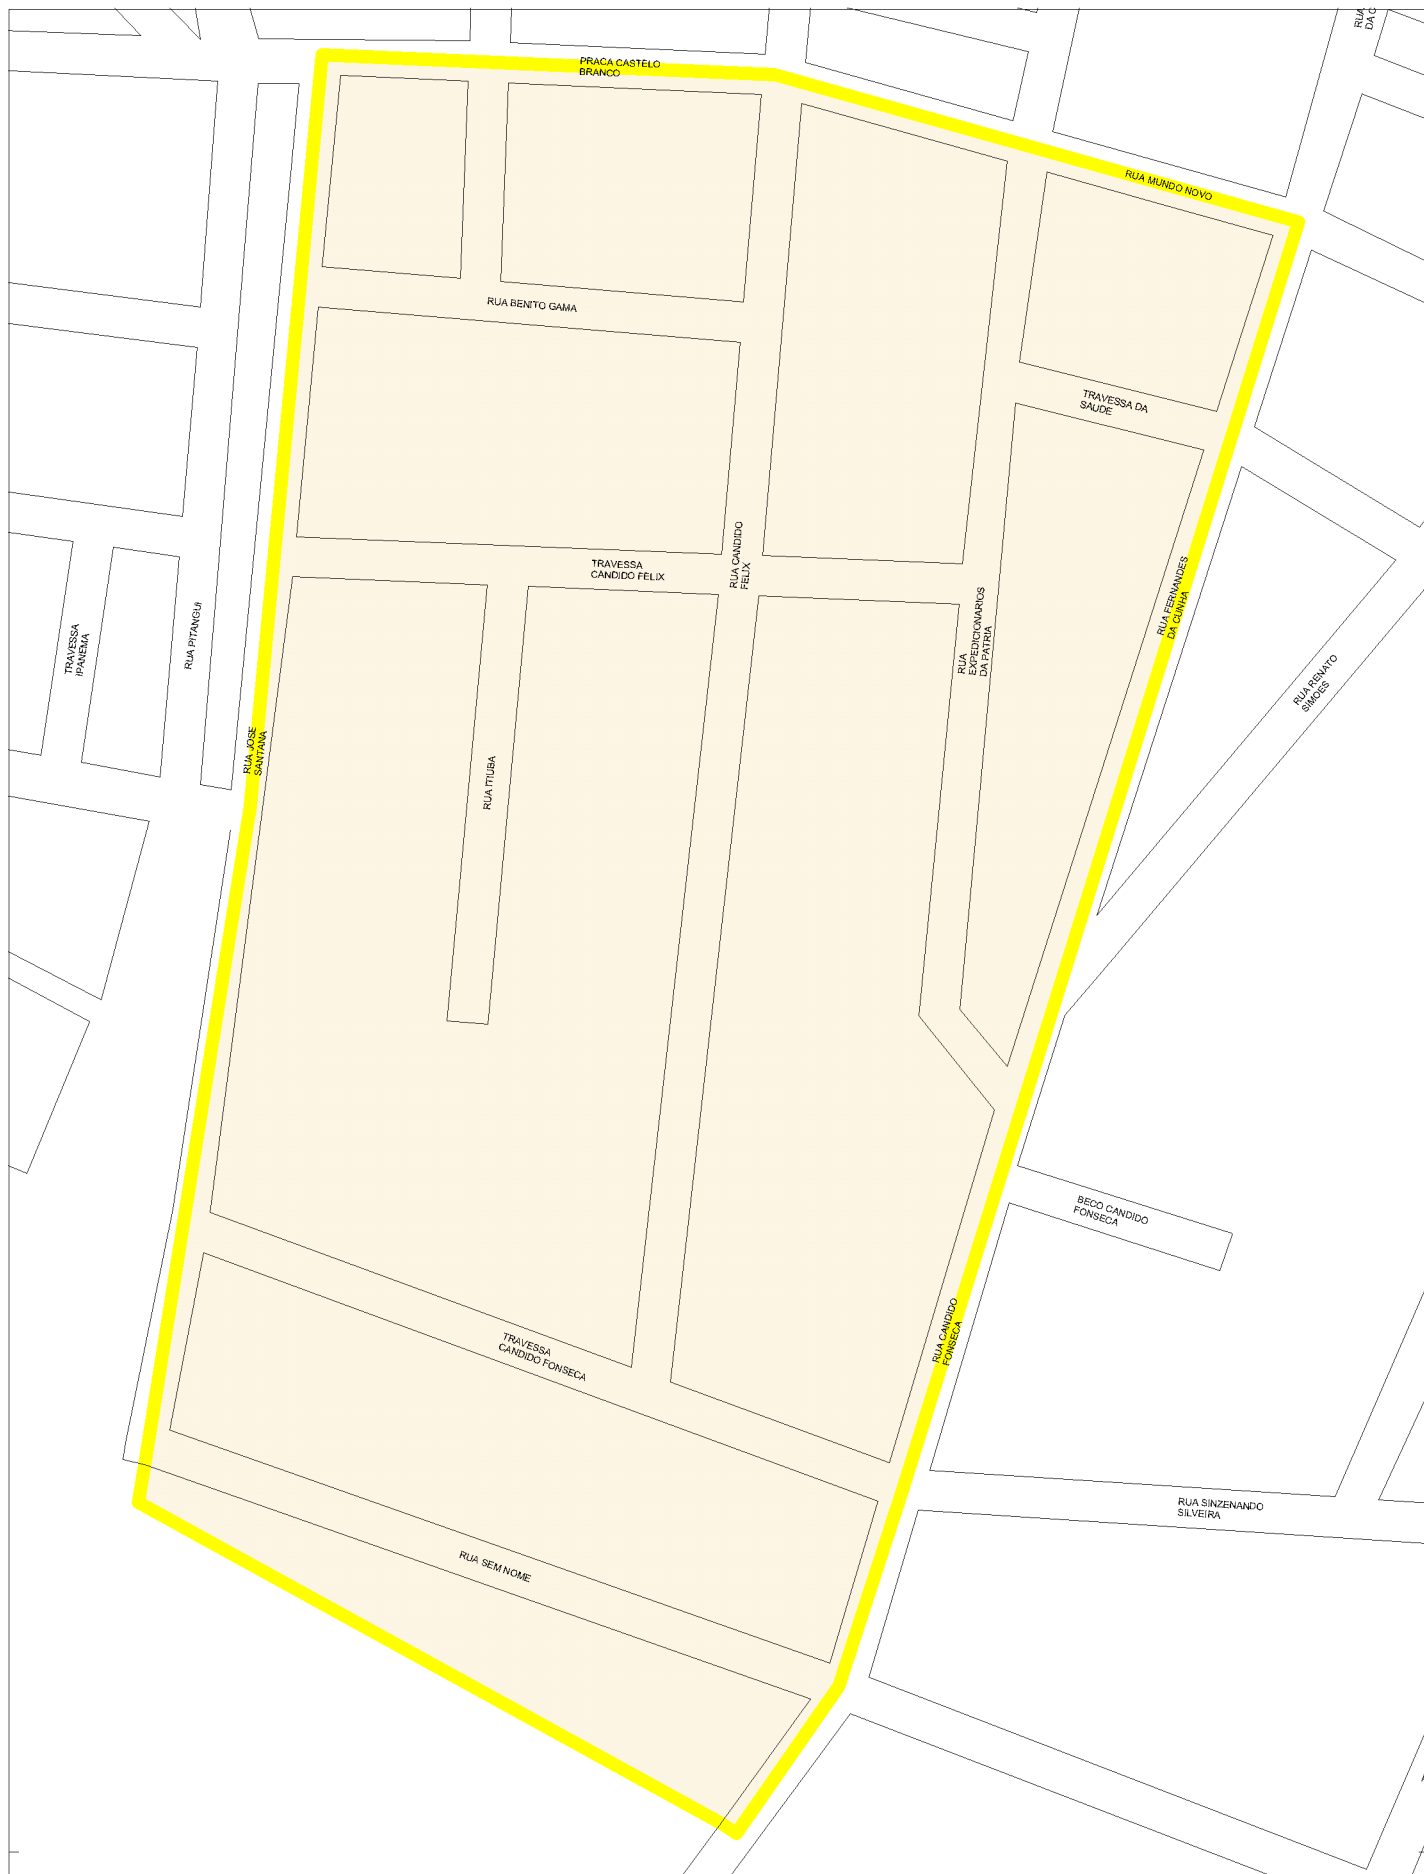 RUA
DA C
PRACA CASTELO
BRANCO
RUA MUNDO NOVO
RUA BENITO GAMA
TRAVESSA DA
SAUDE
TRAVESSA
CANDIDO FELIX
RUA CANDIDO
FELIX
RUA
EXPEDICIONARIOS
DA PATRIA
RUA FERNANDES
DA CUNHA
TRAVESSA
IPANEMA
RUA PITANGUI
RUA RENATO
SIMOES
RUA JOSE
SANTANA
RUA ITIUBA
BECO CANDIDO
FONSECA
TRAVESSA
CANDIDO FONSECA
RUA CANDIDO
FONSECA
RUA SINZENANDO
SILVEIRA
RUA SEM NOME